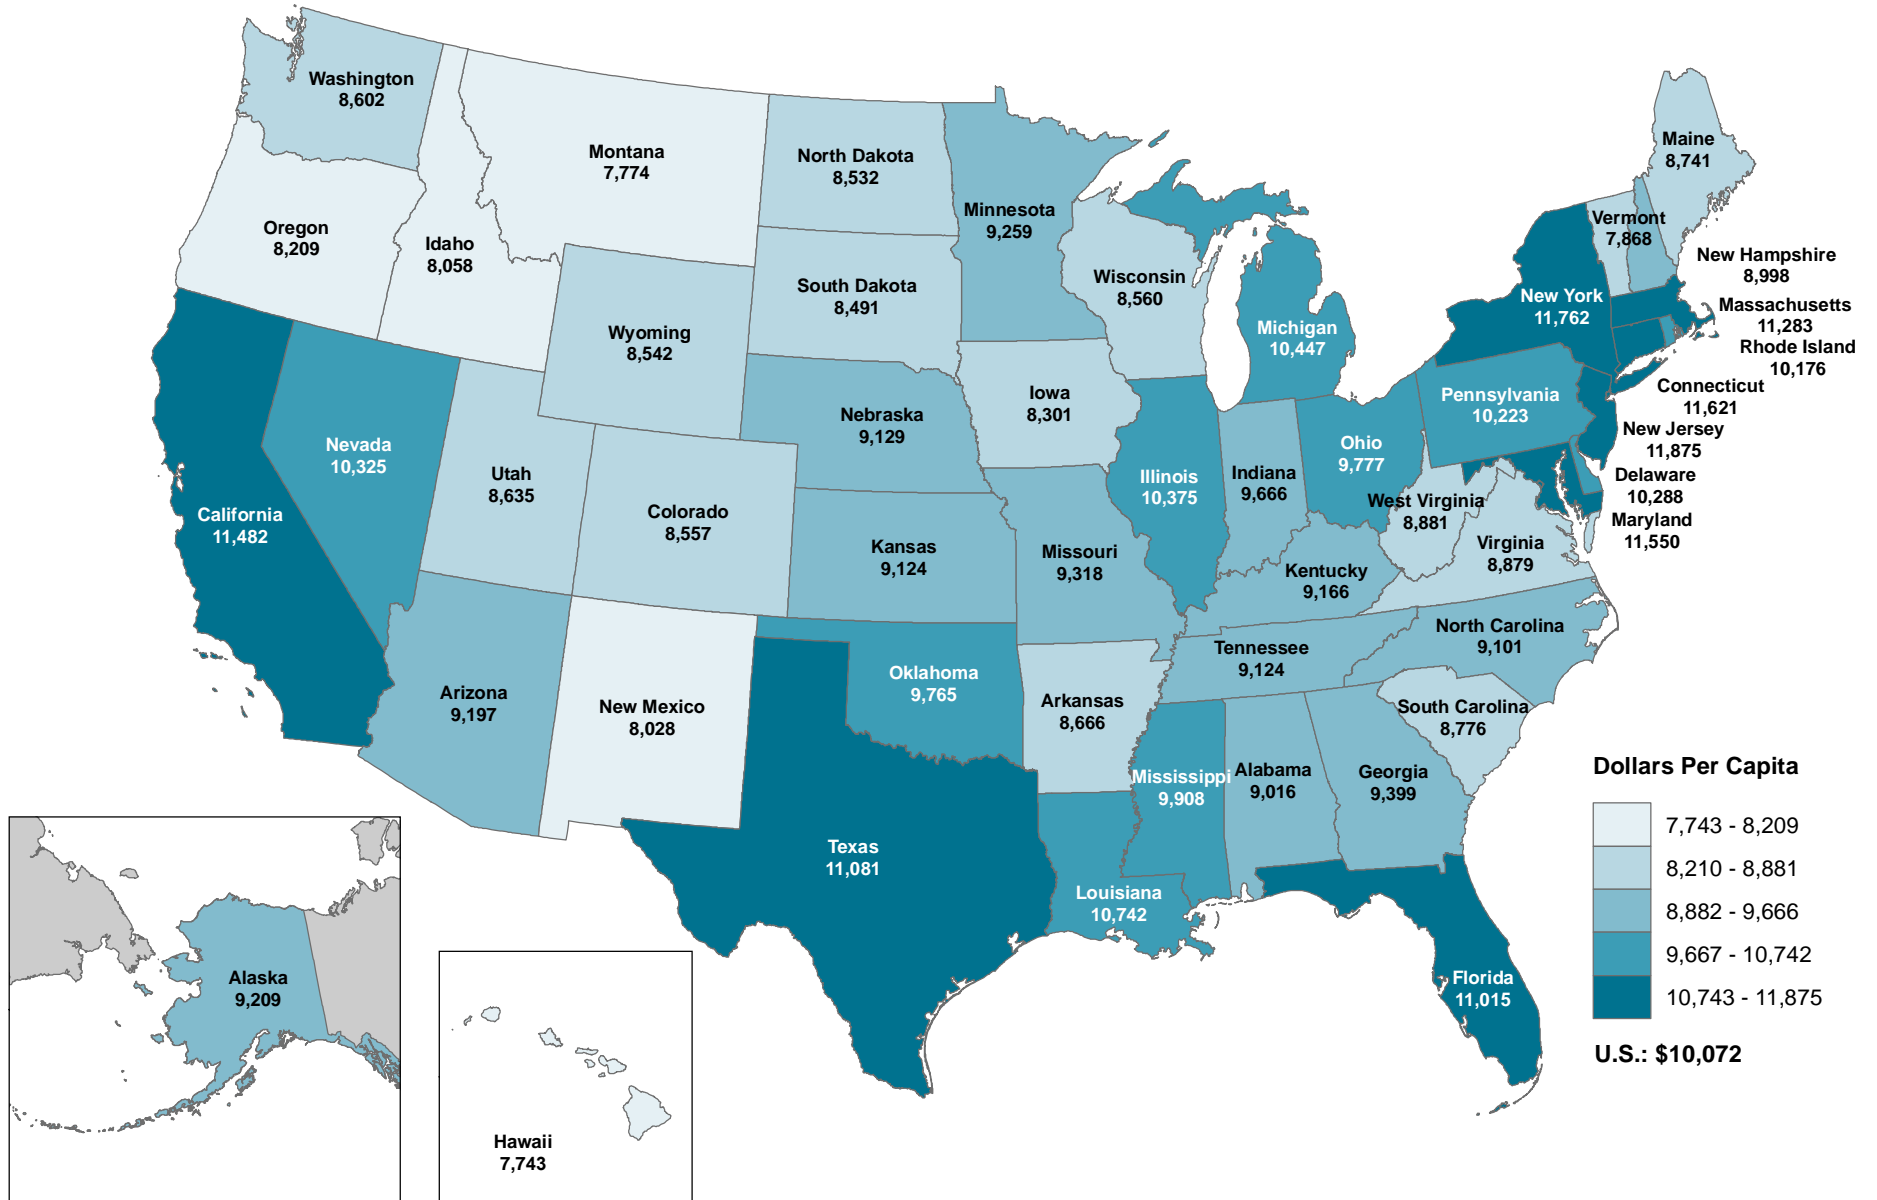 Washington
8,602
Montana
7,774
North Dakota
8,532
Minnesota
9,259
Maine
8,741
Oregon
8,209
Idaho
8,058
South Dakota
8,491
Wisconsin
8,560
Vermont
7,868
New Hampshire
8,998
New York
11,762
Massachusetts
11,283
Rhode Island
10,176
Connecticut
11,621
New Jersey
11,875
Delaware
10,288
Maryland
11,550
Wyoming
8,542
Michigan
10,447
Iowa
8,301
Nebraska
9,129
Pennsylvania
10,223
Nevada
10,325
Utah
8,635
Colorado
8,557
Illinois
10,375
Indiana
9,666
Ohio
9,777
West Virginia
8,881
Virginia
8,879
California
11,482
Kansas
9,124
Missouri
9,318
Kentucky
9,166
North Carolina
9,101
Tennessee
9,124
Arizona
9,197
New Mexico
8,028
Oklahoma
9,765
Arkansas
8,666
South Carolina
8,776
Mississippi
9,908
Alabama
9,016
Georgia
9,399
Texas
11,081
Louisiana
10,742
Florida
11,015
Alaska
9,209
Hawaii
7,743
Dollars Per Capita
7,743 - 8,209
8,210 - 8,881
8,882 - 9,666
9,667 - 10,742
10,743 - 11,875
U.S.: $10,072